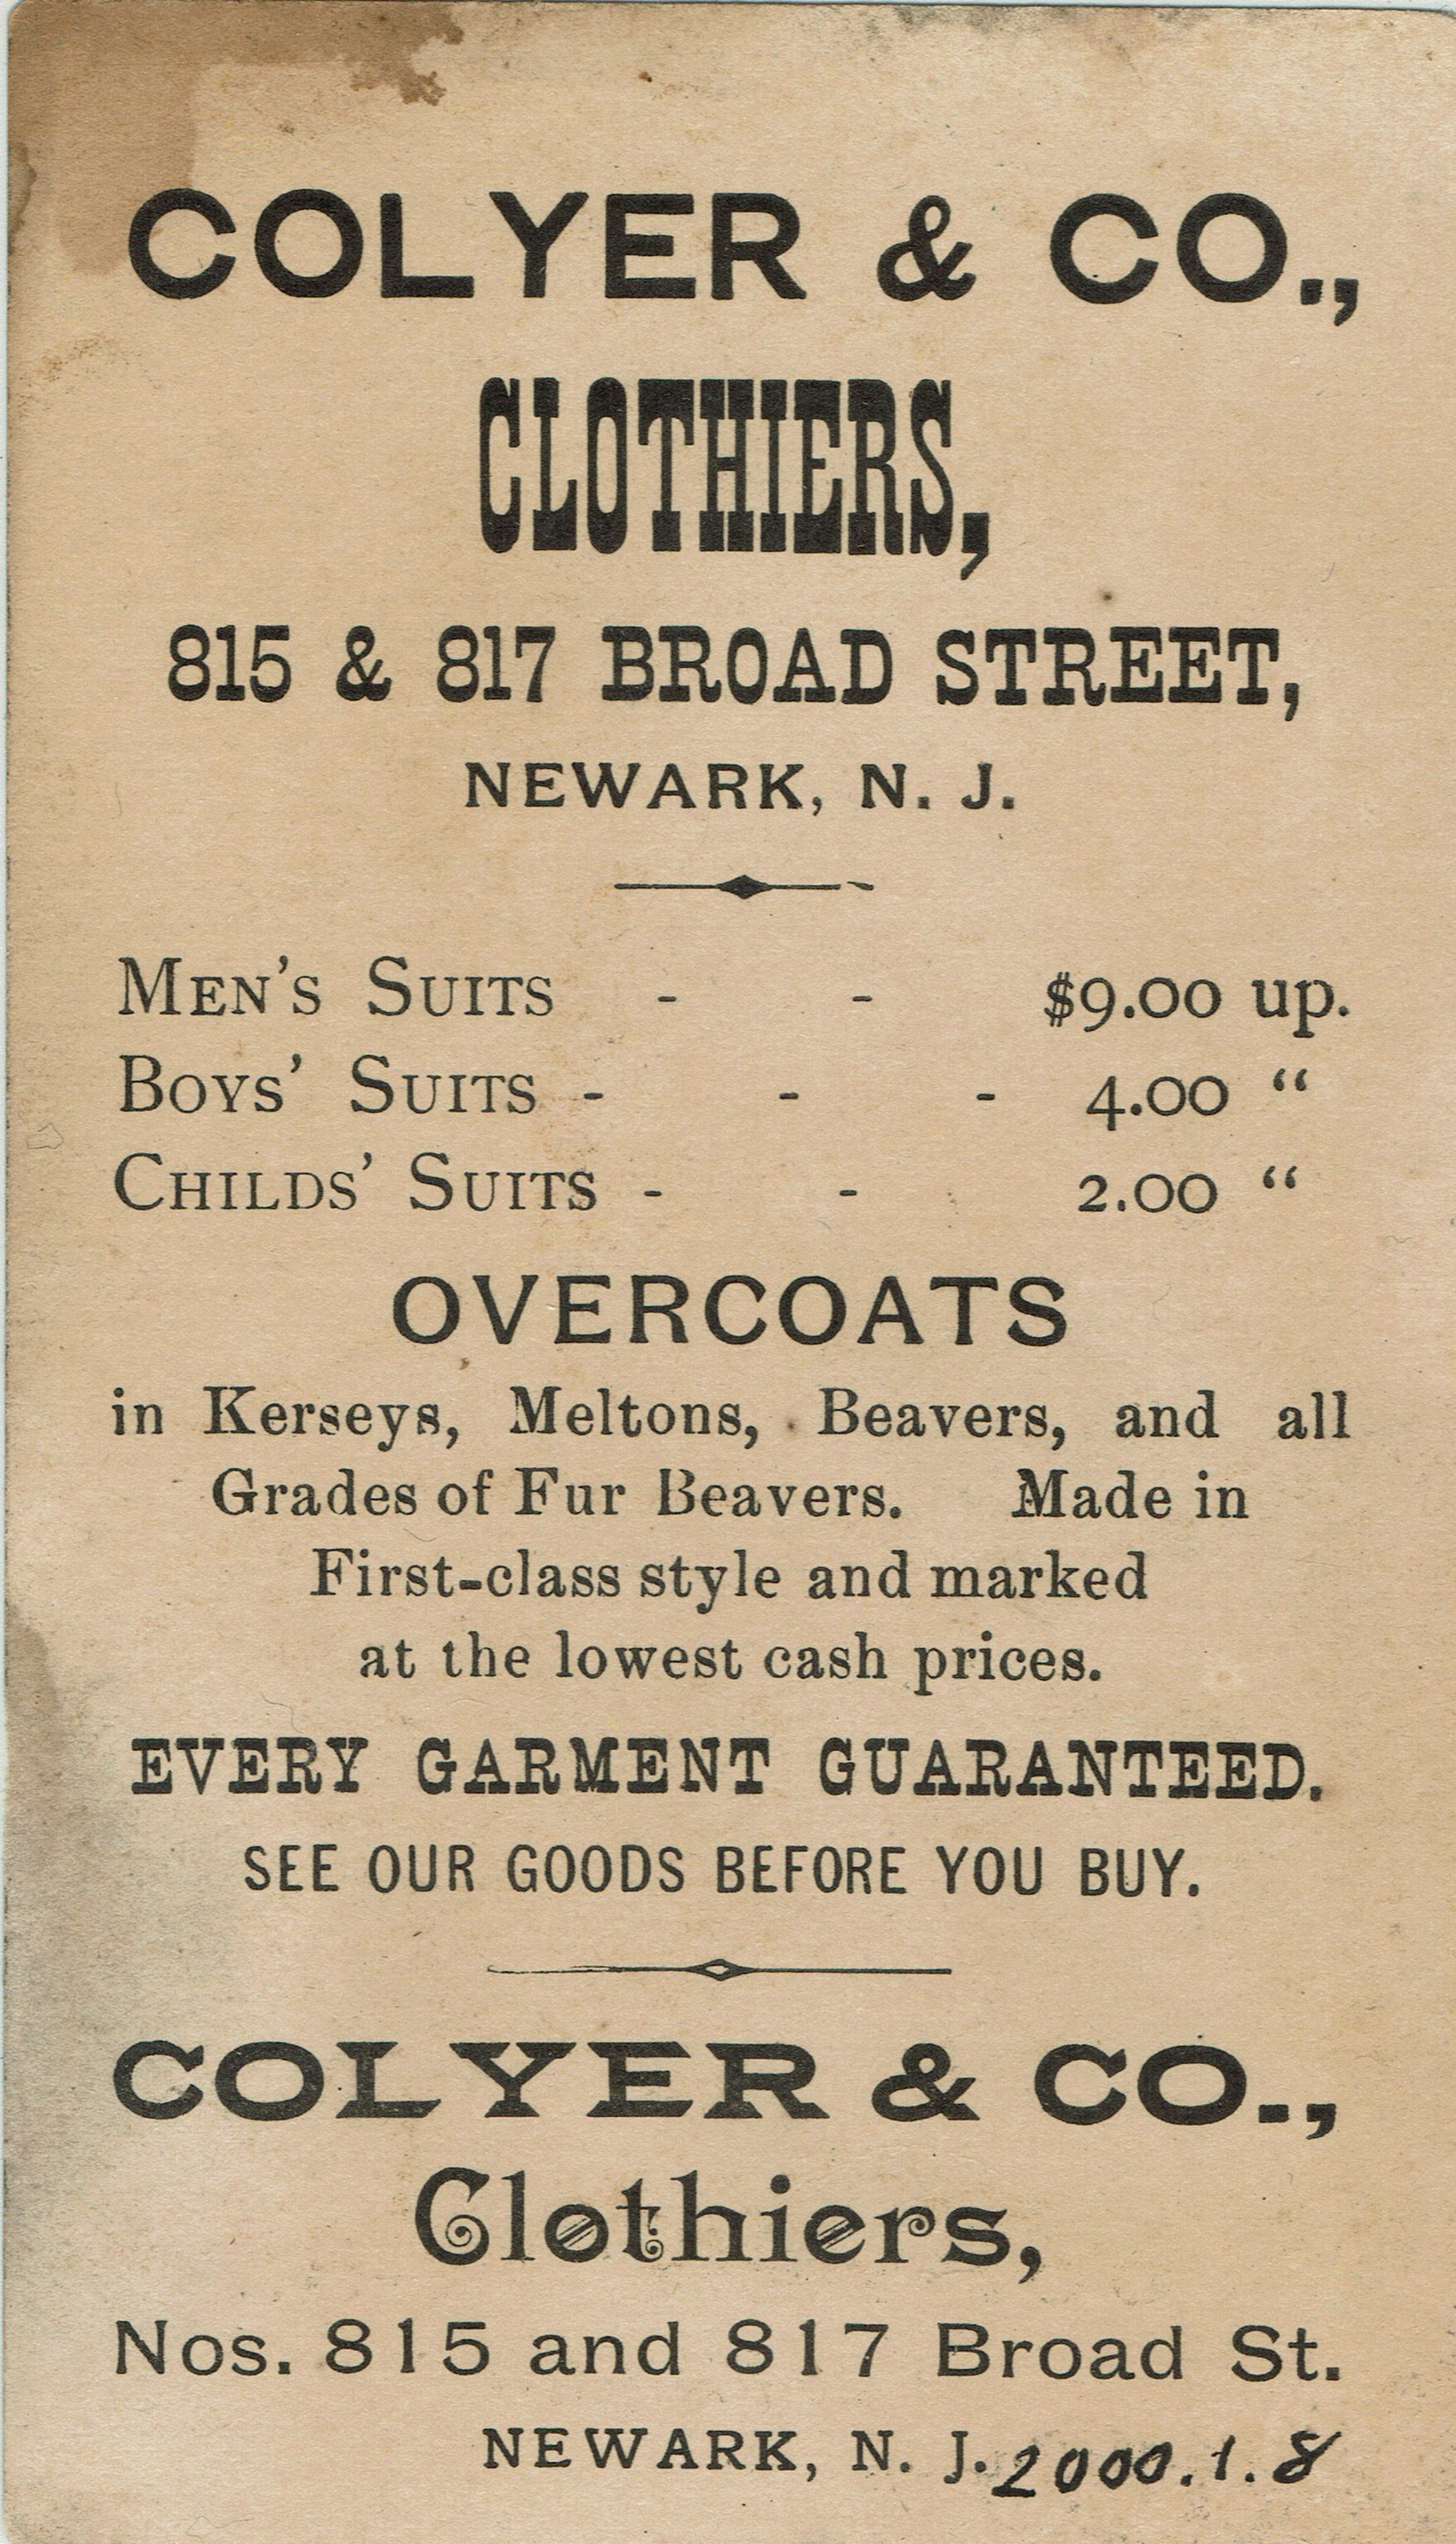 COLYER & CO.,
CLOTHIERS,
815 & 817 BROAD STREET,
NEWARK, N. J.
MEN'S SUITS - - $9.00 up.
BOYS' SUITS - - - 4.00 “
CHILDS' SUITS - - 2.00 “
OVERCOATS
in Kerseys, Meltons, Beavers, and all
Grades of Fur Beavers. Made in
First-class style and marked
at the lowest cash prices.
EVERY GARMENT GUARANTEED.
SEE OUR GOODS BEFORE YOU BUY.
COLYER & CO.,
Clothiers,
Nos. 815 and 817 Broad St.
NEWARK, N. J. 2000.1.8